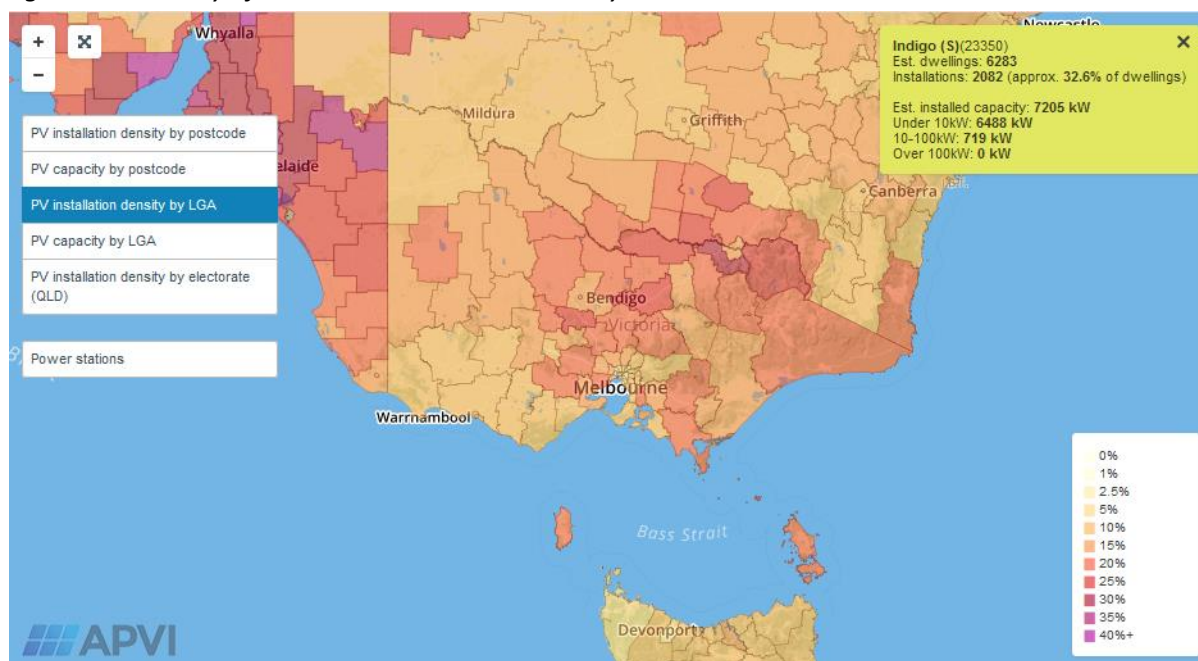 Newcastle
+
−
Whyalla
Indigo (S)(23350)
Est. dwellings: 6283
Installations: 2082 (approx. 32.6% of dwellings)
Est. installed capacity: 7205 kW
Under 10kW: 6488 kW
10-100kW: 719 kW
Over 100kW: 0 kW
Mildura
Griffith
PV installation density by postcode
PV capacity by postcode
PV installation density by LGA
PV capacity by LGA
PV installation density by electorate
(QLD)
Power stations
elaide
Canberra
Bendigo
Victoria
Melbourne
Warrnambool
0%
1%
2.5%
5%
10%
15%
20%
25%
30%
35%
40%+
Bass Strait
Devonport
APVI